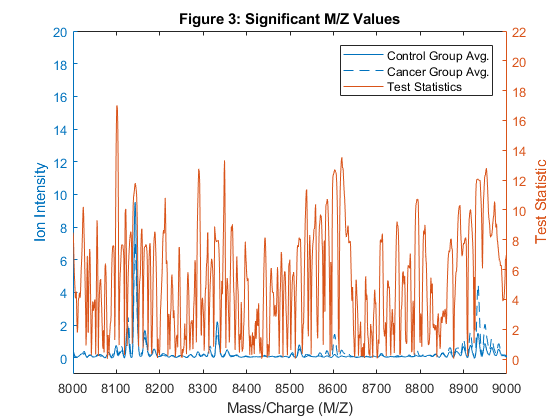 Figure 3: Significant M/Z Values
20
18
16
14
12
10
8
6
4
2
0
Ion Intensity
Control Group Avg.
Cancer Group Avg.
Test Statistics
22
20
18
16
14
12
10
8
6
4
2
0
Test Statistic
8000 8100 8200 8300 8400 8500 8600 8700 8800 8900 9000
Mass/Charge (M/Z)